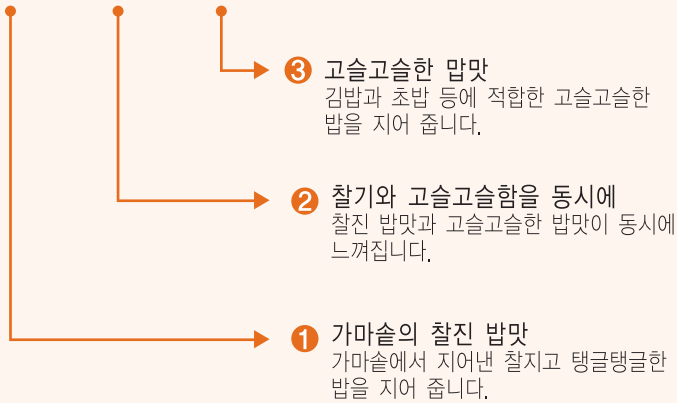 ❸ 고슬고슬한 맙맛
김밥과 초밥 등에 적합한 고슬고슬한
밥을 지어 줍니다.
❷ 찰기와 고슬고슬함을 동시에
찰진 밥맛과 고슬고슬한 밥맛이 동시에
느껴집니다.
❶ 가마솥의 찰진 밥맛
가마솥에서 지어낸 찰지고 탱글탱글한
밥을 지어 줍니다.